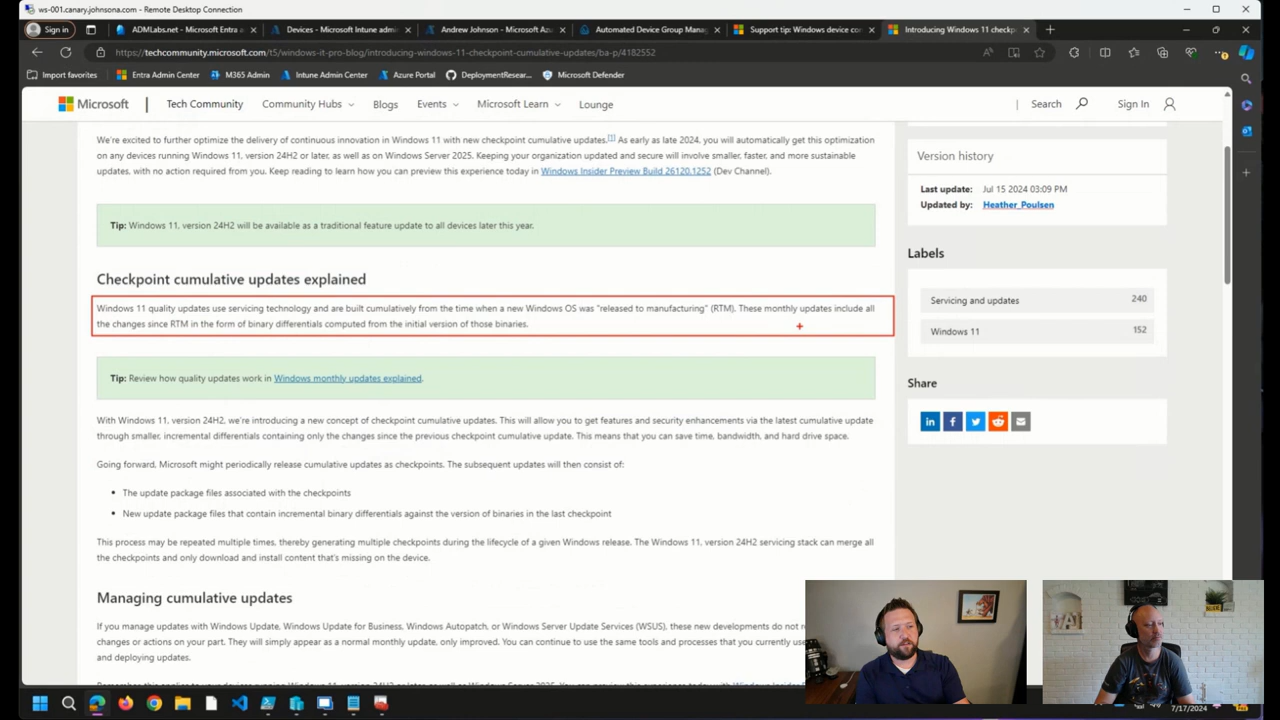 ws-001.canary.johnsona.com - Remote Desktop Connection
Sign in
ADMLabs.net - Microsoft Entra a
Devices - Microsoft Intune admin
Andrew Johnson - Microsoft Az
Automated Device Group Manag
Support tip: Windows device co
Introducing Windows 11 checkp
https://techcommunity.microsoft.com/t5/windows-it-pro-blog/introducing-windows-11-checkpoint-cumulative-updates/ba-p/4182552
Import favorites
Entra Admin Center
M365 Admin
Intune Admin Center
Azure Portal
DeploymentResear...
Microsoft Defender
Microsoft
Tech Community
Community Hubs
Blogs
Events
Microsoft Learn
Lounge
Search
Sign In
We're excited to further optimize the delivery of continuous innovation in Windows 11 with new checkpoint cumulative updates.[1] As early as late 2024, you will automatically get this optimization
on any devices running Windows 11, version 24H2 or later, as well as on Windows Server 2025. Keeping your organization updated and secure will involve smaller, faster, and more sustainable
updates, with no action required from you. Keep reading to learn how you can preview this experience today in Windows Insider Preview Build 26120.1252 (Dev Channel).
Tip: Windows 11, version 24H2 will be available as a traditional feature update to all devices later this year.
Checkpoint cumulative updates explained
Windows 11 quality updates use servicing technology and are built cumulatively from the time when a new Windows OS was "released to manufacturing" (RTM). These monthly updates include all
the changes since RTM in the form of binary differentials computed from the initial version of those binaries.
Tip: Review how quality updates work in Windows monthly updates explained.
With Windows 11, version 24H2, we're introducing a new concept of checkpoint cumulative updates. This will allow you to get features and security enhancements via the latest cumulative update
through smaller, incremental differentials containing only the changes since the previous checkpoint cumulative update. This means that you can save time, bandwidth, and hard drive space.
Going forward, Microsoft might periodically release cumulative updates as checkpoints. The subsequent updates will then consist of:
• The update package files associated with the checkpoints
• New update package files that contain incremental binary differentials against the version of binaries in the last checkpoint
This process may be repeated multiple times, thereby generating multiple checkpoints during the lifecycle of a given Windows release. The Windows 11, version 24H2 servicing stack can merge all
the checkpoints and only download and install content that's missing on the device.
Managing cumulative updates
If you manage updates with Windows Update, Windows Update for Business, Windows Autopatch, or Windows Server Update Services (WSUS), these new developments do not re
changes or actions on your part. They will simply appear as a normal monthly update, only improved. You can continue to use the same tools and processes that you currently use
and deploying updates.
Version history
Last update: Jul 15 2024 03:09 PM
Updated by: Heather_Poulsen
Labels
Servicing and updates 240
Windows 11 152
Share
7/17/2024